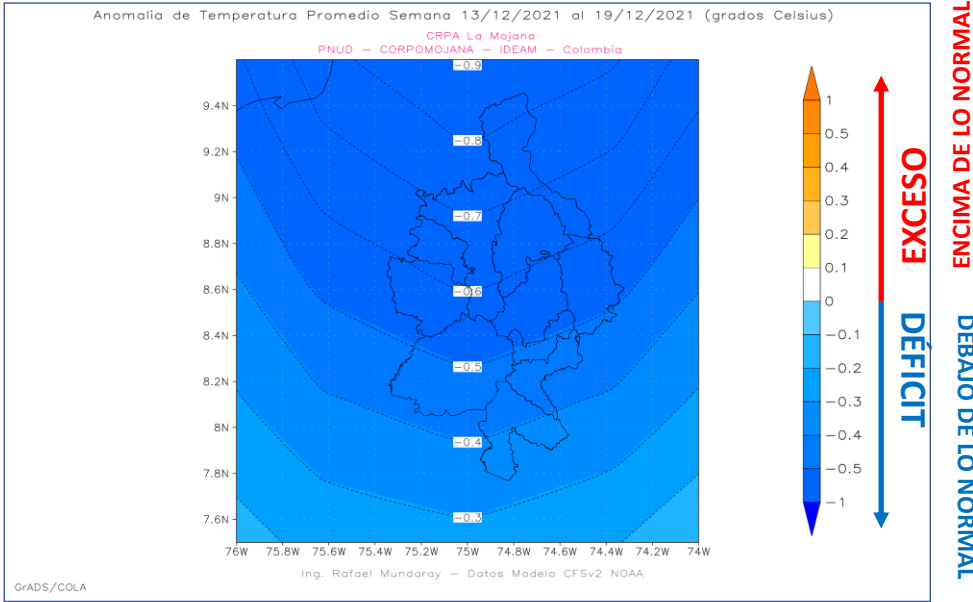 Anomalia de Temperatura Promedio Semana 13/12/2021 al 19/12/2021 (grados Celsius)
CRPA La Mojana
PNUD – CORPOMOJANA – IDEAM – Colombia
9.4N
9.2N
9N
8.8N
8.6N
8.4N
8.2N
8N
7.8N
7.6N
−0.9
−0.8
−0.7
−0.6
−0.5
−0.4
−0.3
76W 75.8W 75.6W 75.4W 75.2W 75W 74.8W 74.6W 74.4W 74.2W 74W
1
0.5
0.4
0.3
0.2
0.1
0
−0.1
−0.2
−0.3
−0.4
−0.5
−1
EXCESO
DÉFICIT
ENCIMA DE LO NORMAL
DEBAJO DE LO NORMAL
Ing. Rafael Mundaray – Datos Modelo CFSv2 NOAA
GrADS/COLA